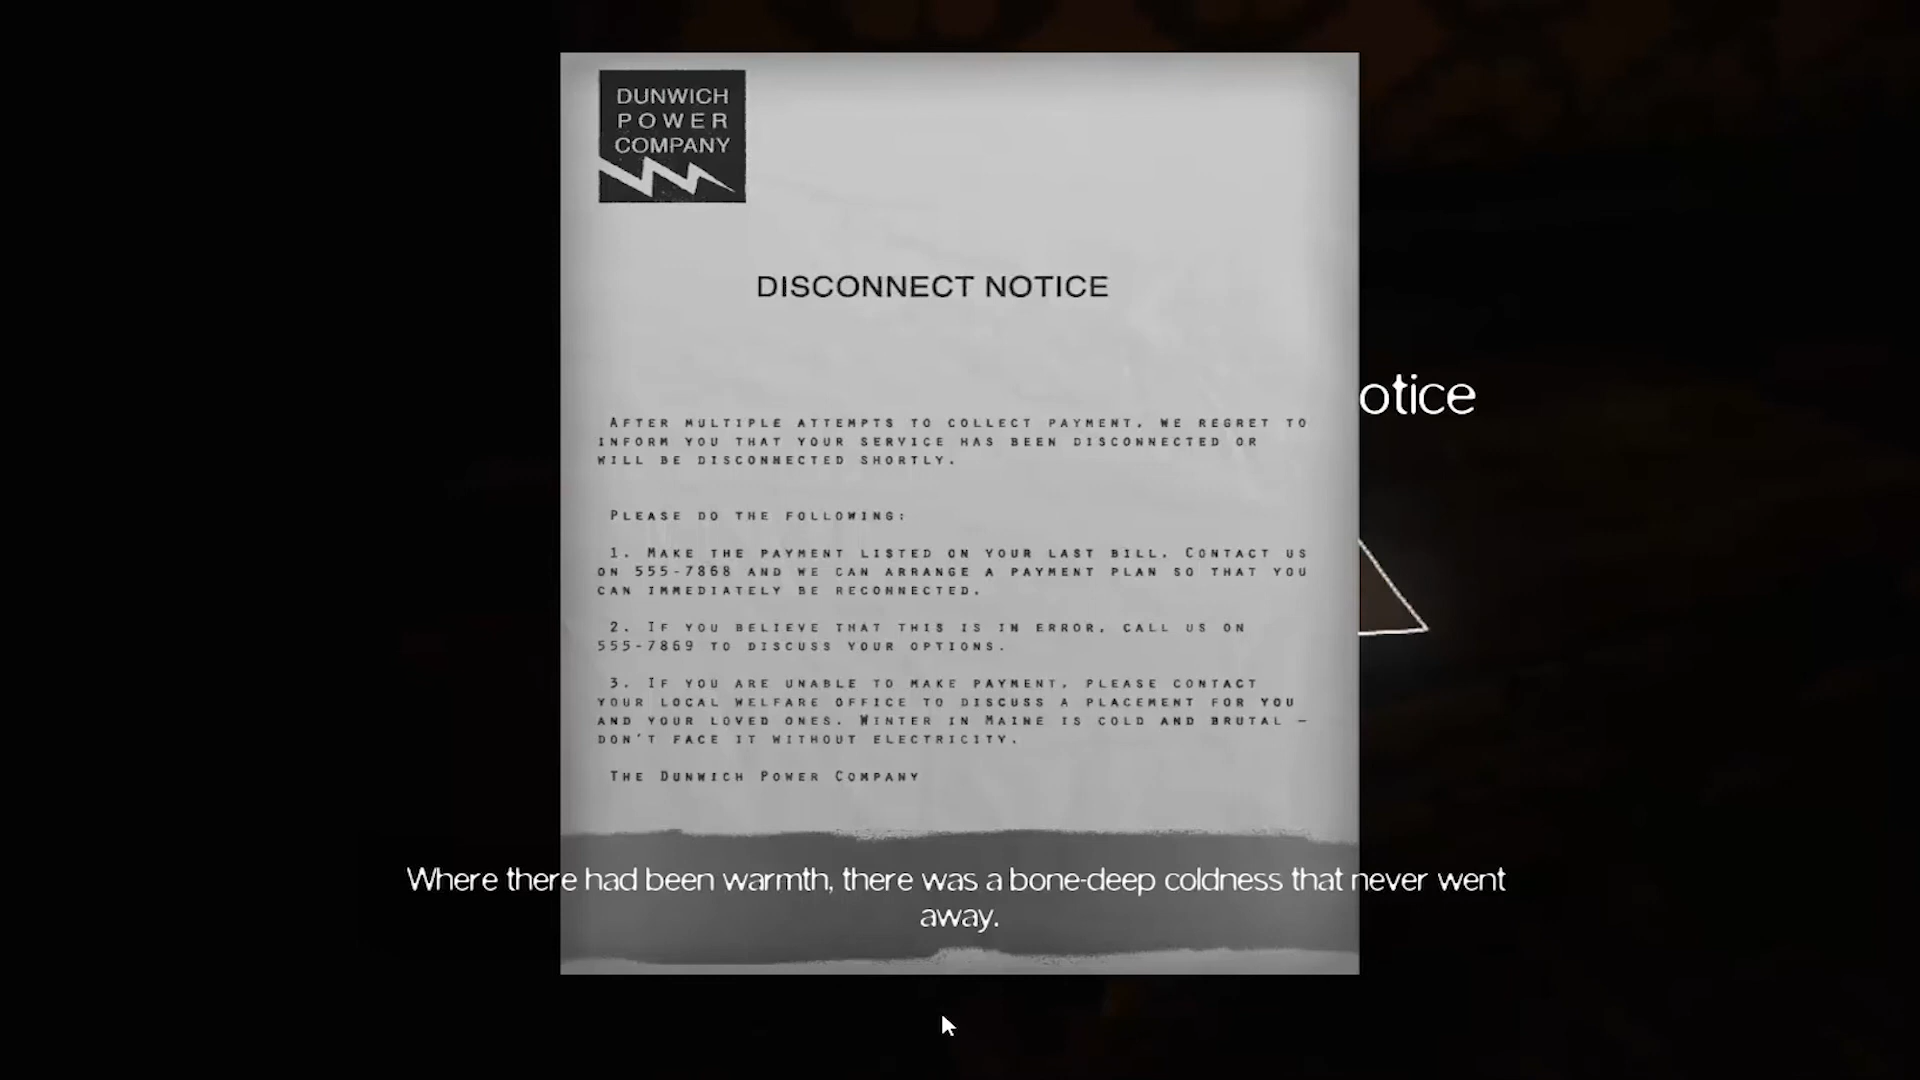 DUNWICH
POWER
COMPANY
DISCONNECT NOTICE
otice
AFTER MULTIPLE ATTEMPTS TO COLLECT PAYMENT, WE REGRET TO
INFORM YOU THAT YOUR SERVICE HAS BEEN DISCONNECTED OR
WILL BE DISCONNECTED SHORTLY.
PLEASE DO THE FOLLOWING:
1. MAKE THE PAYMENT LISTED ON YOUR LAST BILL. CONTACT US
ON 555-7868 AND WE CAN ARRANGE A PAYMENT PLAN SO THAT YOU
CAN IMMEDIATELY BE RECONNECTED.
2. IF YOU BELIEVE THAT THIS IS IN ERROR, CALL US ON
555-7869 TO DISCUSS YOUR OPTIONS.
3. IF YOU ARE UNABLE TO MAKE PAYMENT, PLEASE CONTACT
YOUR LOCAL WELFARE OFFICE TO DISCUSS A PLACEMENT FOR YOU
AND YOUR LOVED ONES. WINTER IN MAINE IS COLD AND BRUTAL –
DON'T FACE IT WITHOUT ELECTRICITY.
THE DUNWICH POWER COMPANY
Where there had been warmth, there was a bone-deep coldness that never went
away.